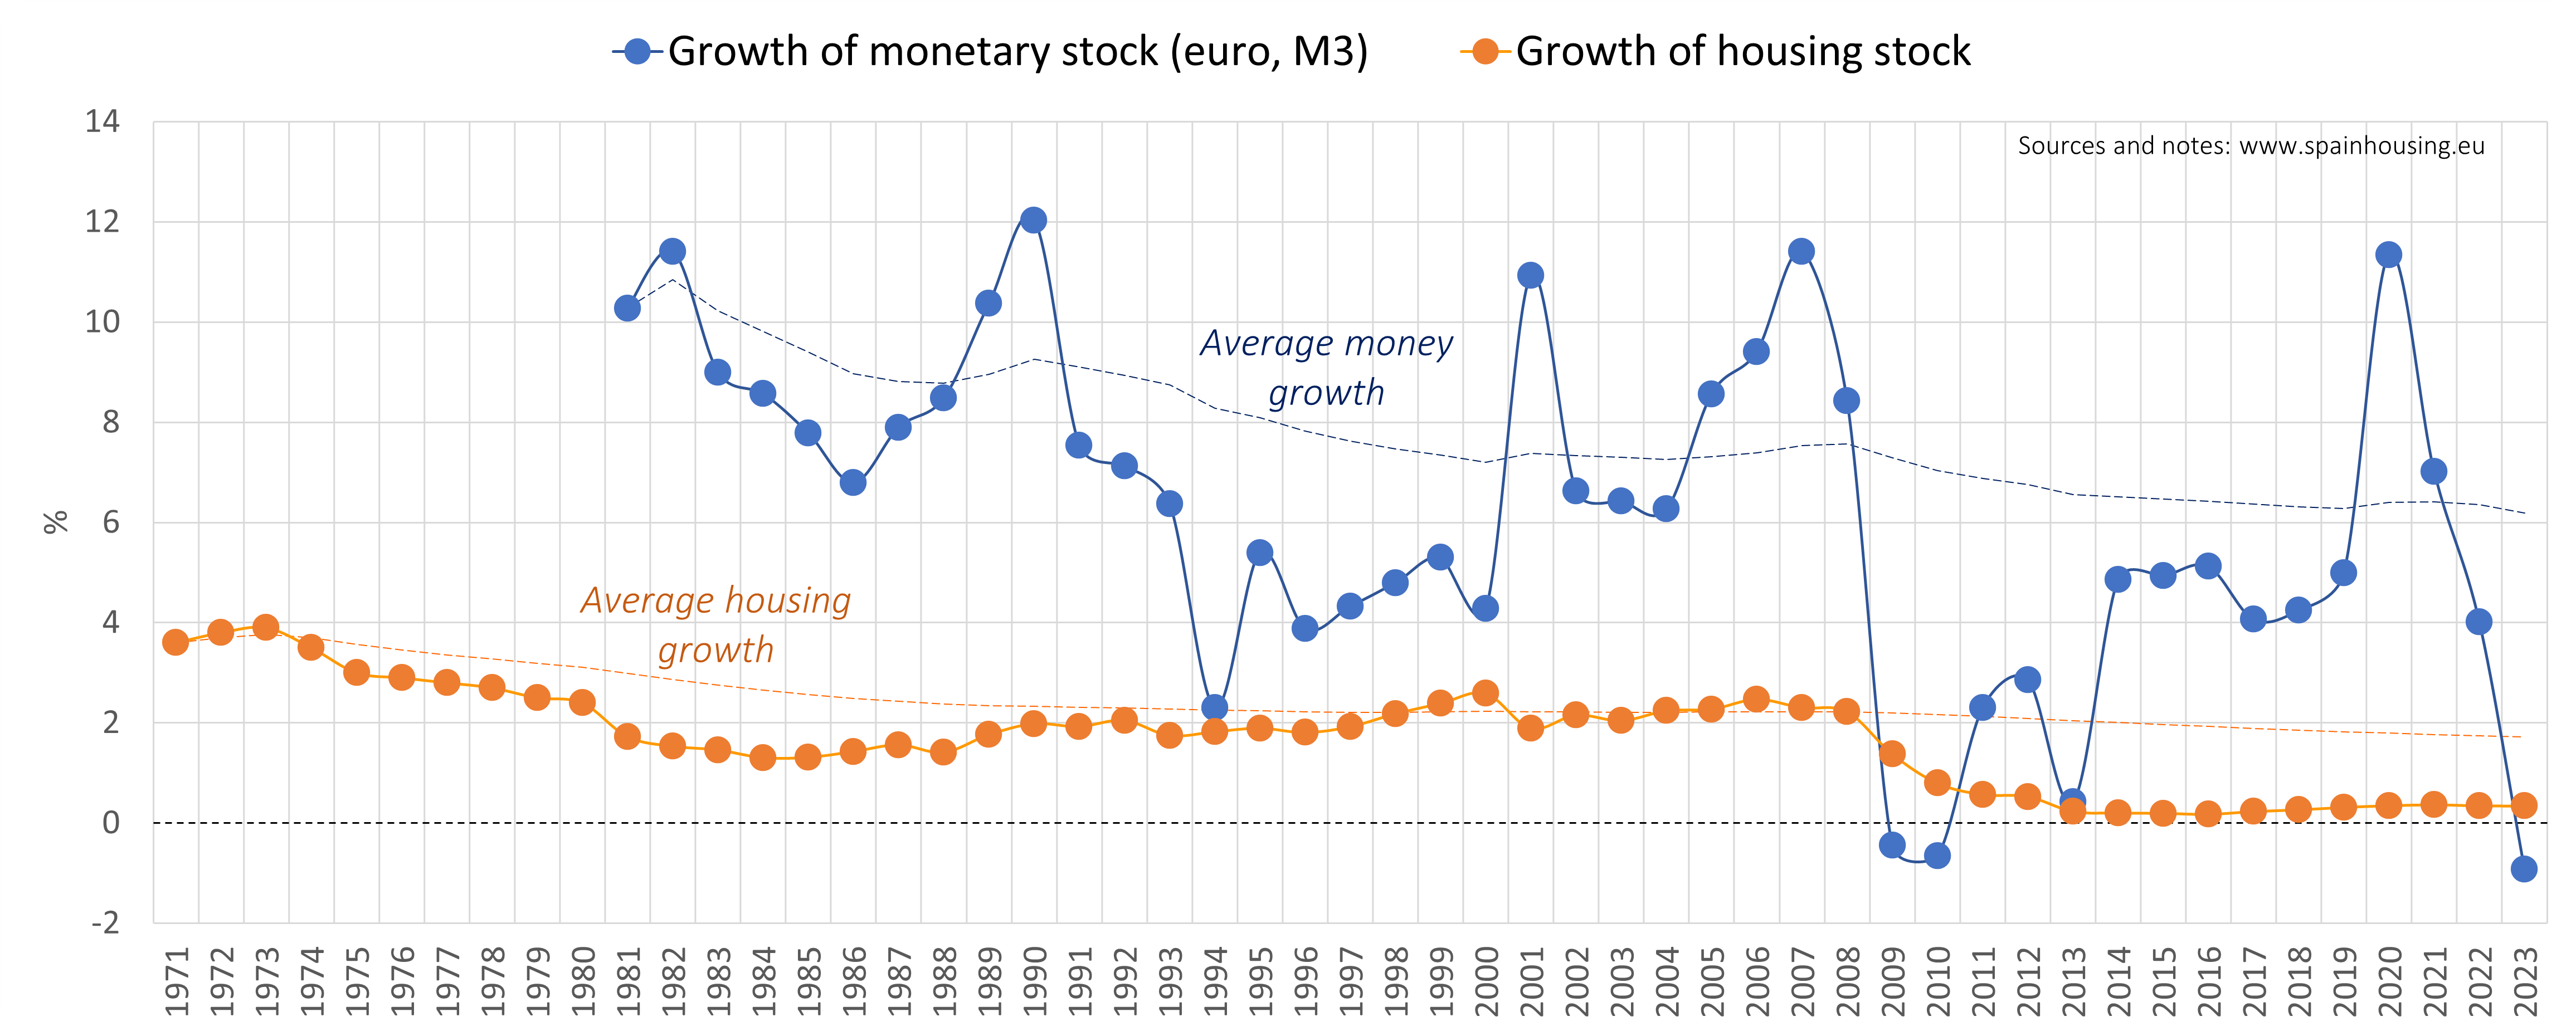 Growth of monetary stock (euro, M3) Growth of housing stock
14
Sources and notes: www.spainhousing.eu
12
10
Average money
growth
8
%
6
Average housing
growth
4
2
0
-2
1971 1972 1973 1974 1975 1976 1977 1978 1979 1980 1981 1982 1983 1984 1985 1986 1987 1988 1989 1990 1991 1992 1993 1994 1995 1996 1997 1998 1999 2000 2001 2002 2003 2004 2005 2006 2007 2008 2009 2010 2011 2012 2013 2014 2015 2016 2017 2018 2019 2020 2021 2022 2023